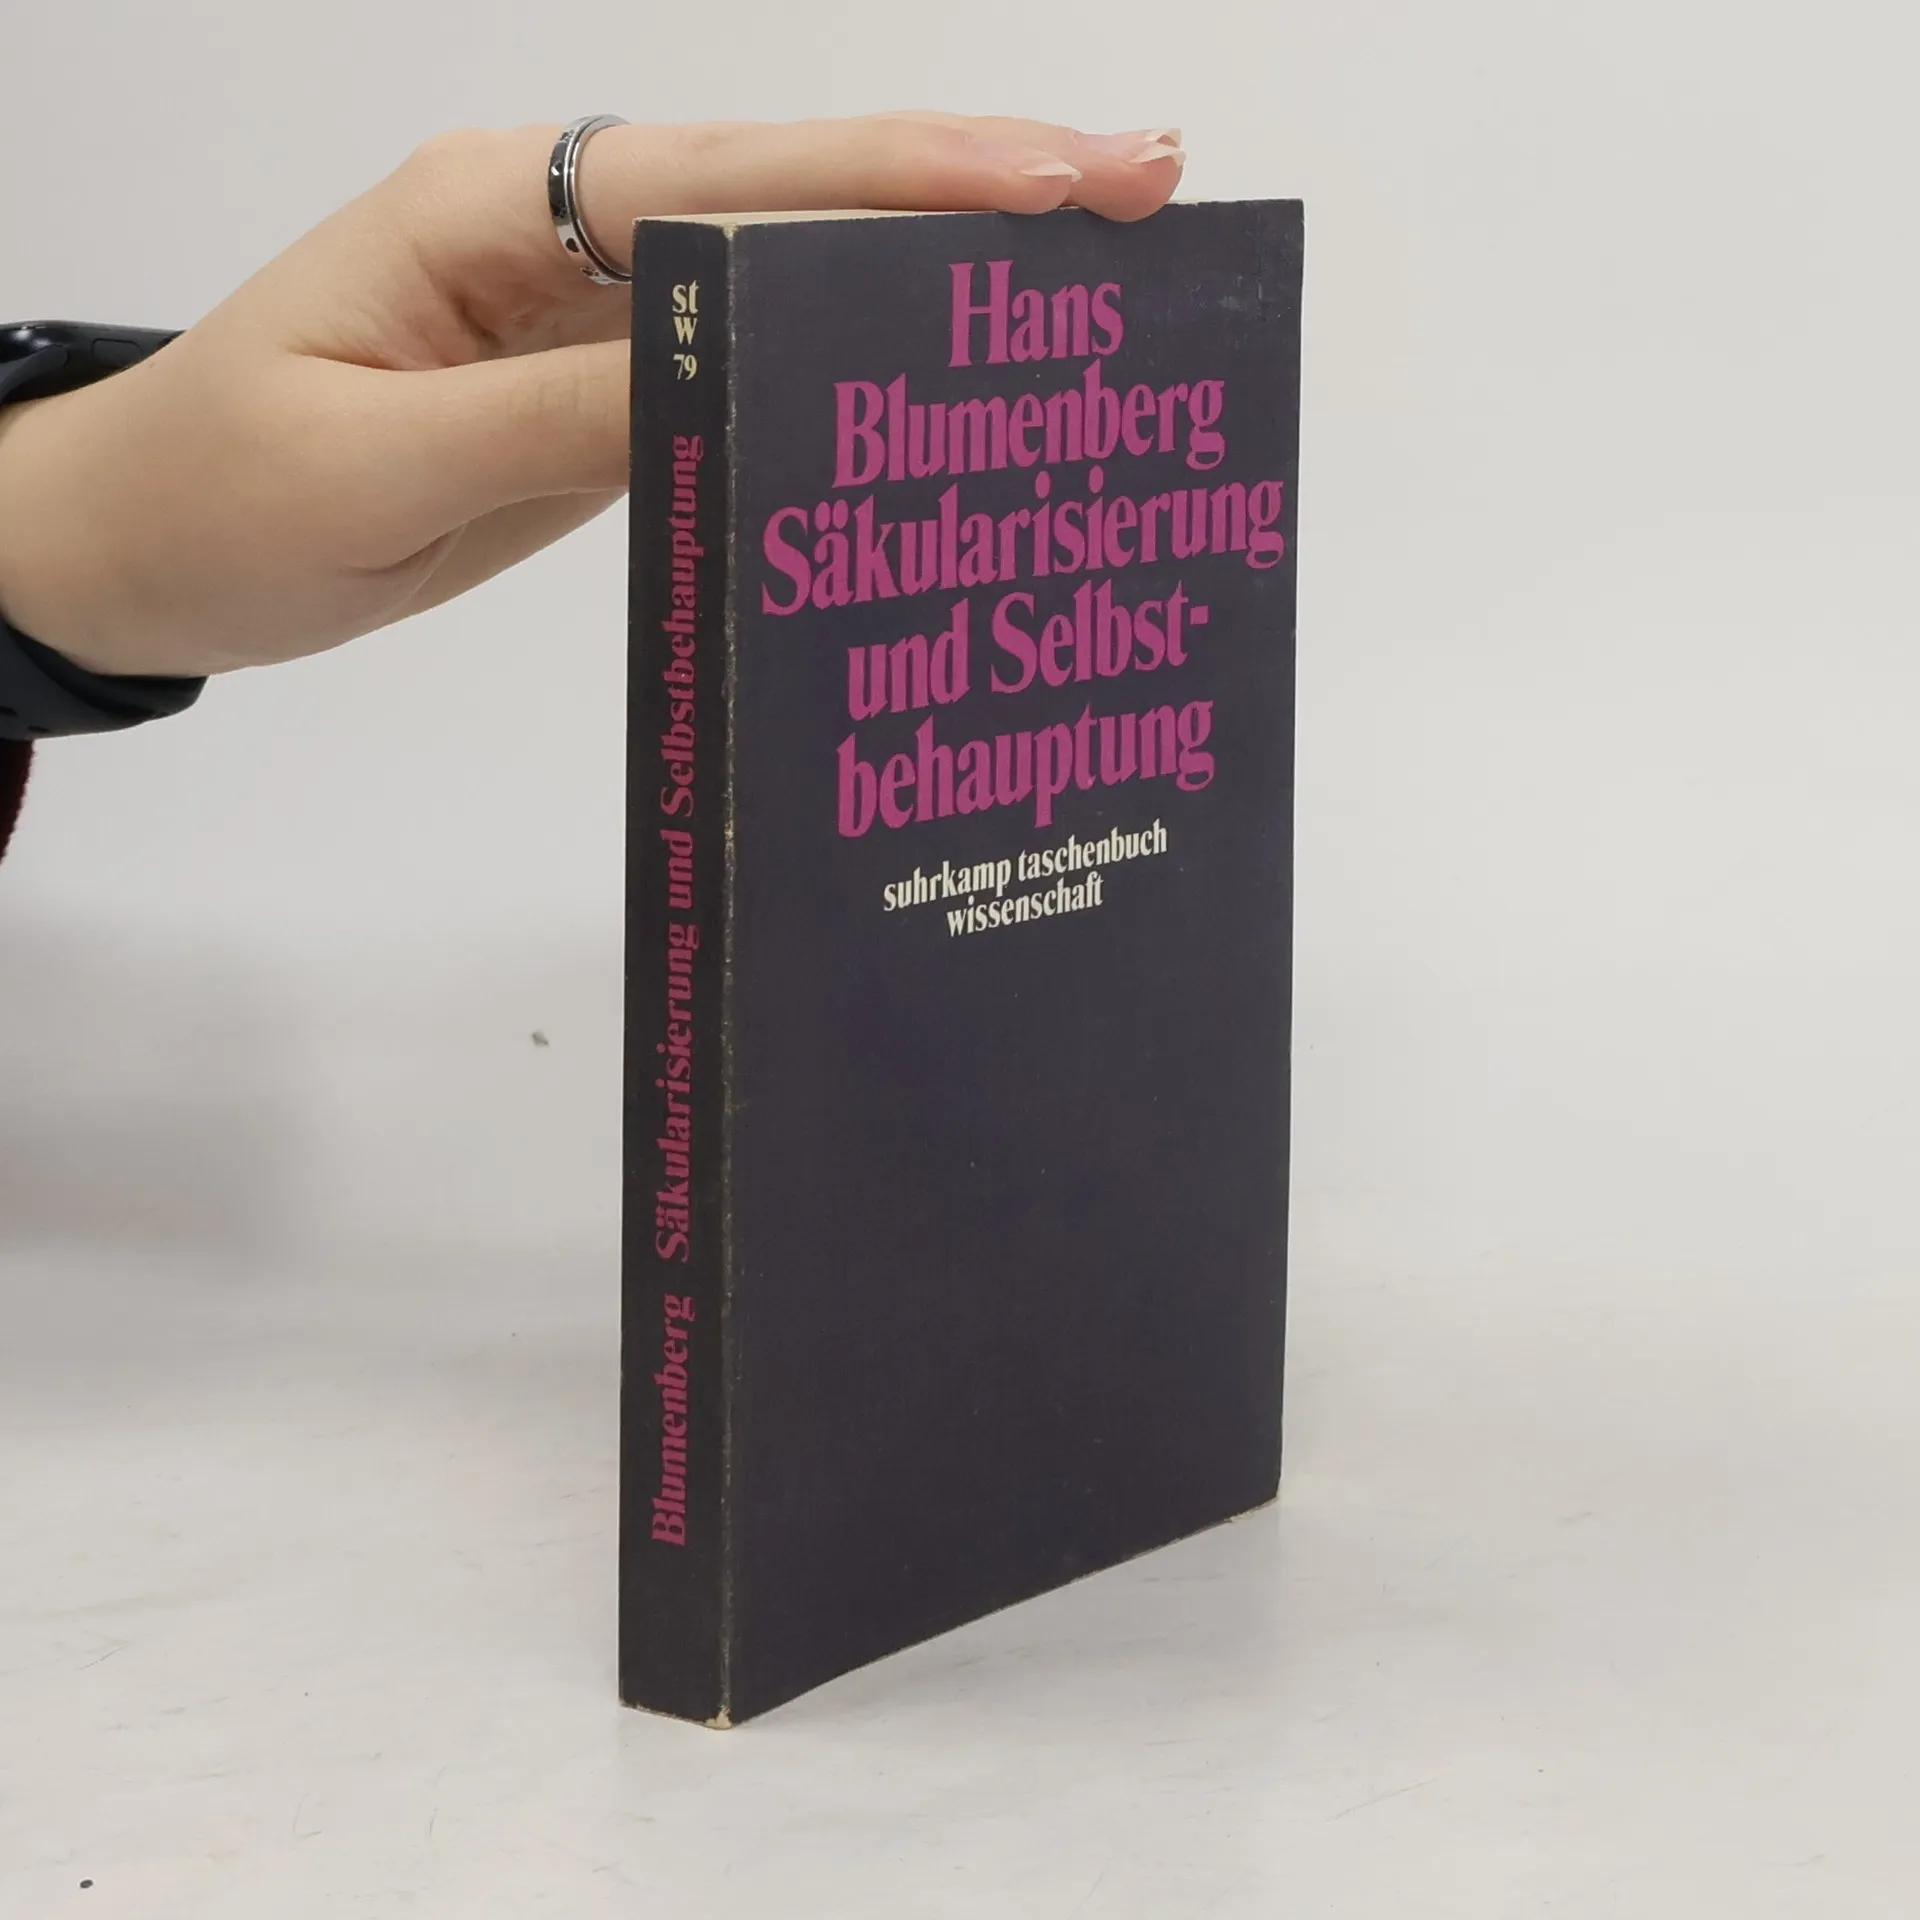 st
w
79
Blumenberg Säkularisierung und Selbstbehauptung
Hans
Blumenberg
Säkularisierung
und Selbst-
behauptung
suhrkamp taschenbuch
wissenschaft